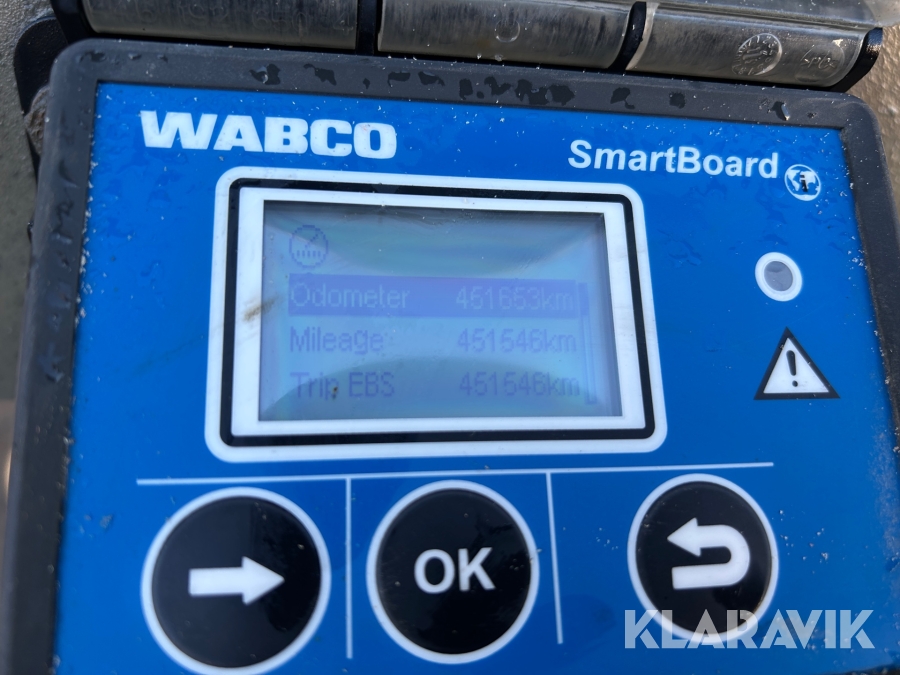 WABCO
SmartBoard
Odometer 451653km
Mileage 451546km
Trip EBS 451546km
OK
KLARAVIK